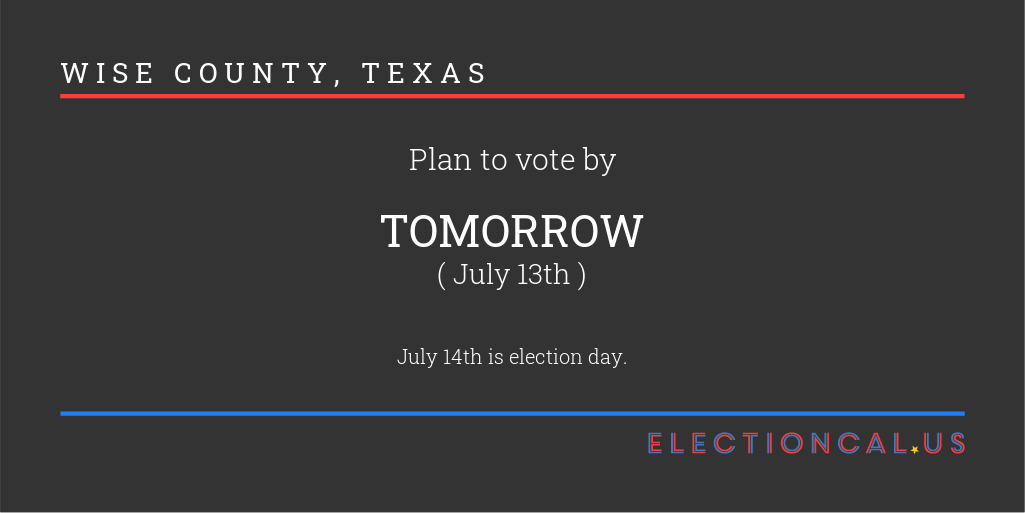 WISE COUNTY, TEXAS
Plan to vote by
TOMORROW
( July 13th )
July 14th is election day.
ELECTIONCAL.US